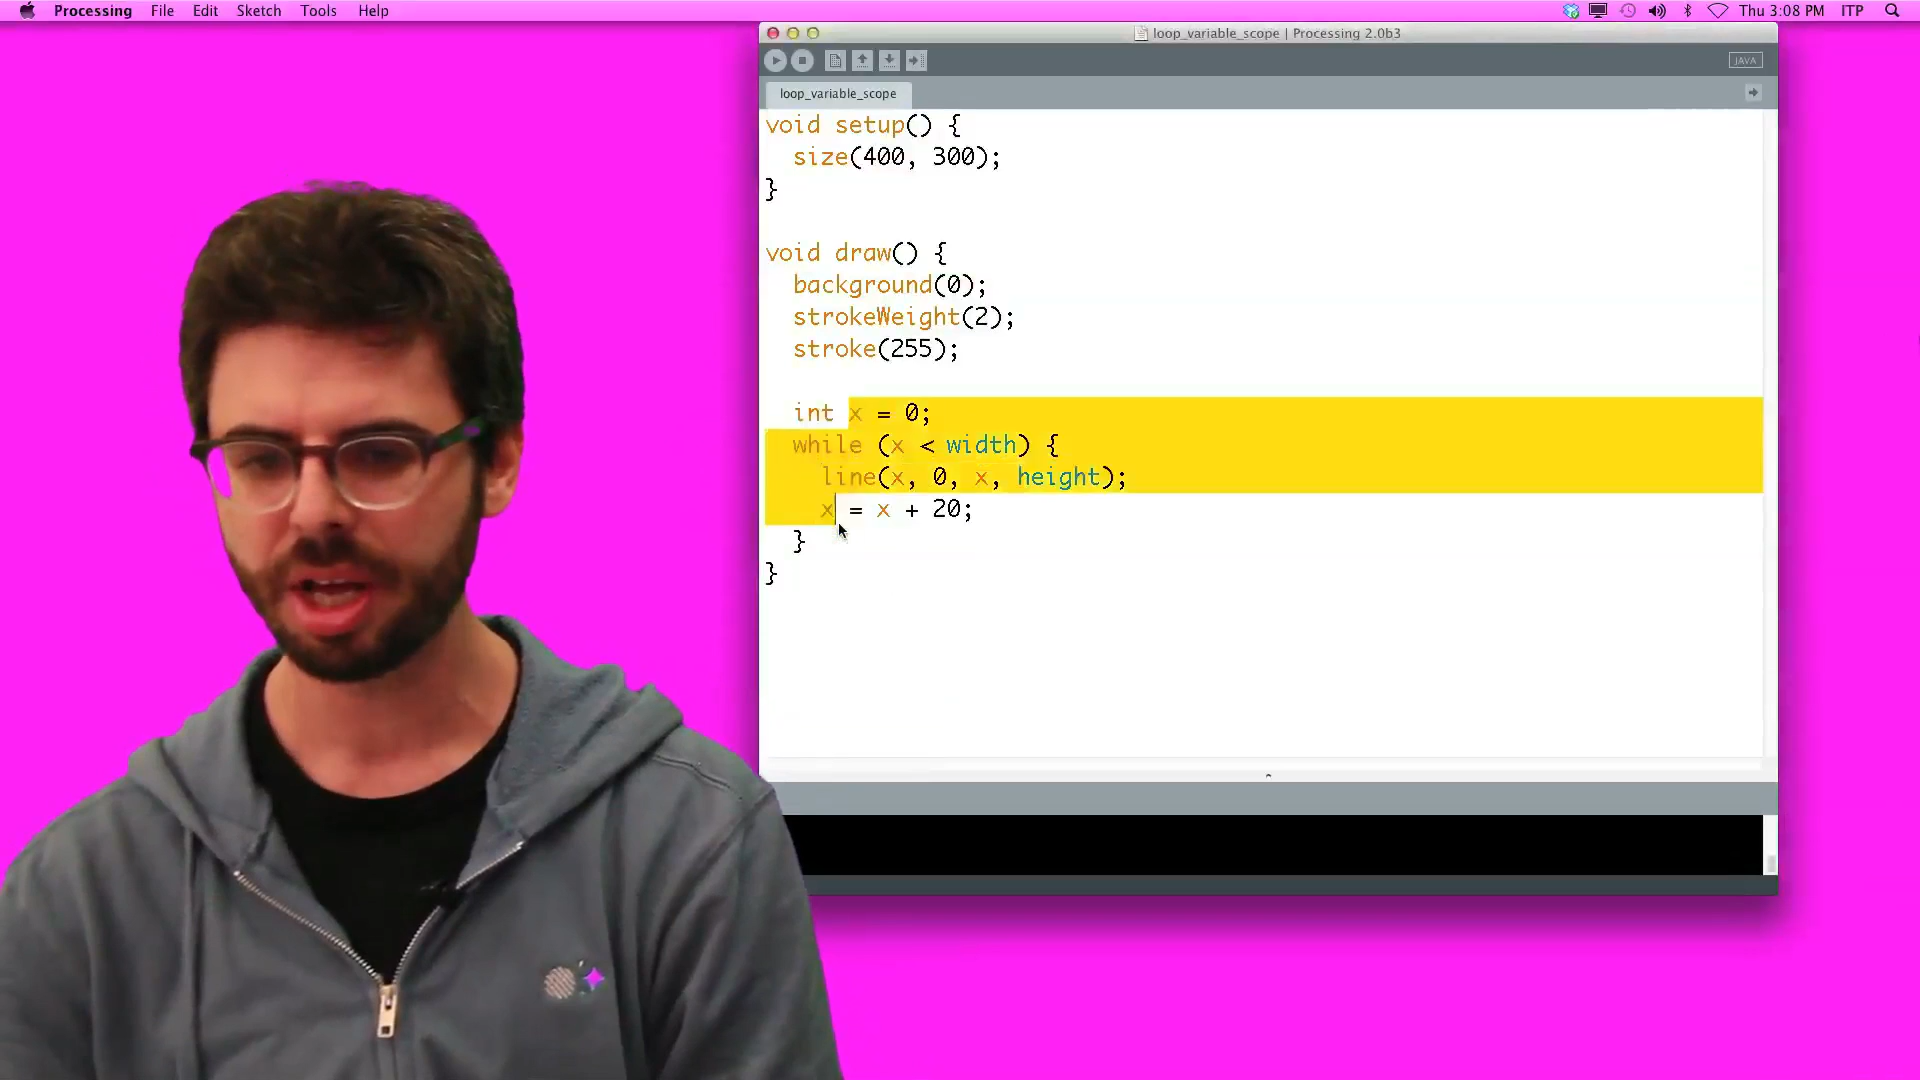 Processing File Edit Sketch Tools Help Thu 3:08 PM ITP
loop_variable_scope | Processing 2.0b3
JAVA
loop_variable_scope
void setup() {
  size(400, 300);
}
void draw() {
  background(0);
  strokeWeight(2);
  stroke(255);
  int x = 0;
  while (x < width) {
    line(x, 0, x, height);
    x = x + 20;
  }
}